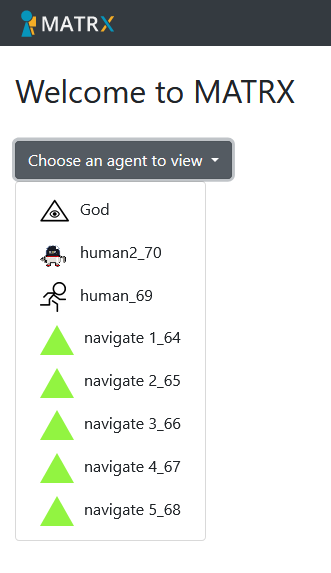 MATRX
Welcome to MATRX
Choose an agent to view
God
human2_70
human_69
navigate 1_64
navigate 2_65
navigate 3_66
navigate 4_67
navigate 5_68